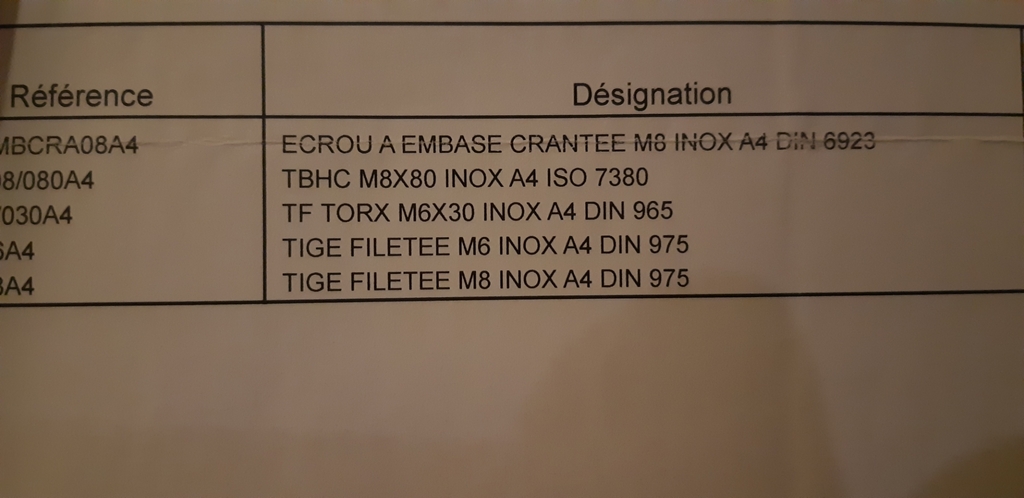 Référence Désignation
MBCRA08A4 ECROU A EMBASE CRANTEE M8 INOX A4 DIN 6923
08/080A4 TBHC M8X80 INOX A4 ISO 7380
/030A4 TF TORX M6X30 INOX A4 DIN 965
6A4 TIGE FILETEE M6 INOX A4 DIN 975
8A4 TIGE FILETEE M8 INOX A4 DIN 975